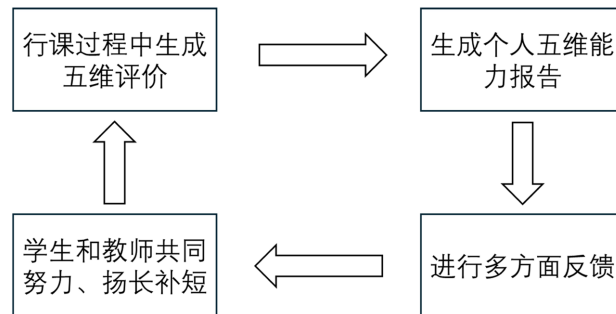 行课过程中生成
五维评价
生成个人五维能
力报告
学生和教师共同
努力、扬长补短
进行多方面反馈